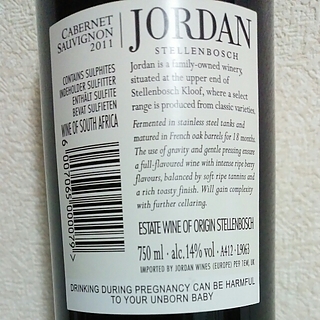 CABERNET
SAUVIGNON
2011
JORDAN
STELLENBOSCH
Jordan is a family-owned winery,
situated at the upper end of
Stellenbosch Kloof, where a select
range is produced from classic varieties.
CONTAINS SULPHITES
INDEHOLDER SULFITTER
ENTHÄLT SULFITE
BEVAT SULFIETEN
WINE OF SOUTH AFRICA
Fermented in stainless steel tanks and
matured in French oak barrels for 18 months.
The use of gravity and gentle pressing ensure
a full-flavoured wine with intense ripe berry
flavours, balanced by soft ripe tannins and
a rich toasty finish. Will gain complexity
with further cellaring.
ESTATE WINE OF ORIGIN STELLENBOSCH
750 ml · alc.14% vol · A412 · L9063
IMPORTED BY JORDAN WINES (EUROPE) PER TEM, UK
DRINKING DURING PREGNANCY CAN BE HARMFUL
TO YOUR UNBORN BABY